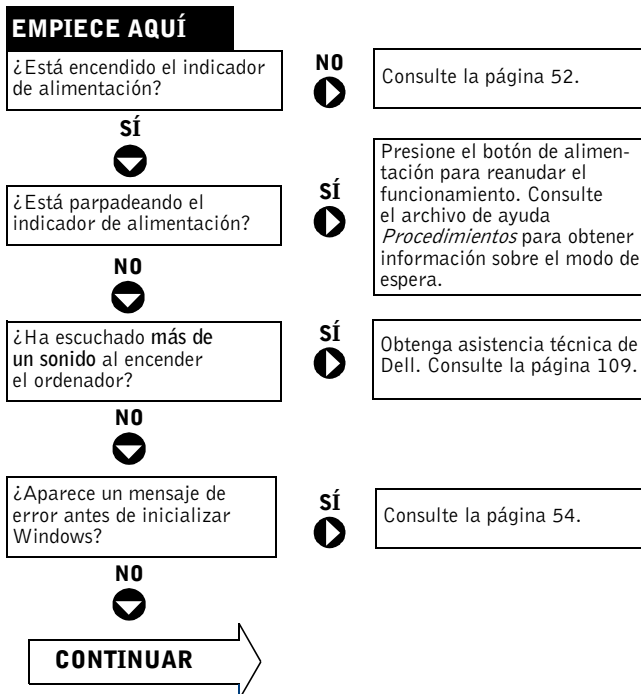 EMPIECE AQUÍ
¿Está encendido el indicador
de alimentación?
NO
Consulte la página 52.
SÍ
¿Está parpadeando el
indicador de alimentación?
SÍ
Presione el botón de alimen-
tación para reanudar el
funcionamiento. Consulte
el archivo de ayuda
Procedimientos para obtener
información sobre el modo de
espera.
NO
¿Ha escuchado más de
un sonido al encender
el ordenador?
SÍ
Obtenga asistencia técnica de
Dell. Consulte la página 109.
NO
¿Aparece un mensaje de
error antes de inicializar
Windows?
SÍ
Consulte la página 54.
NO
CONTINUAR